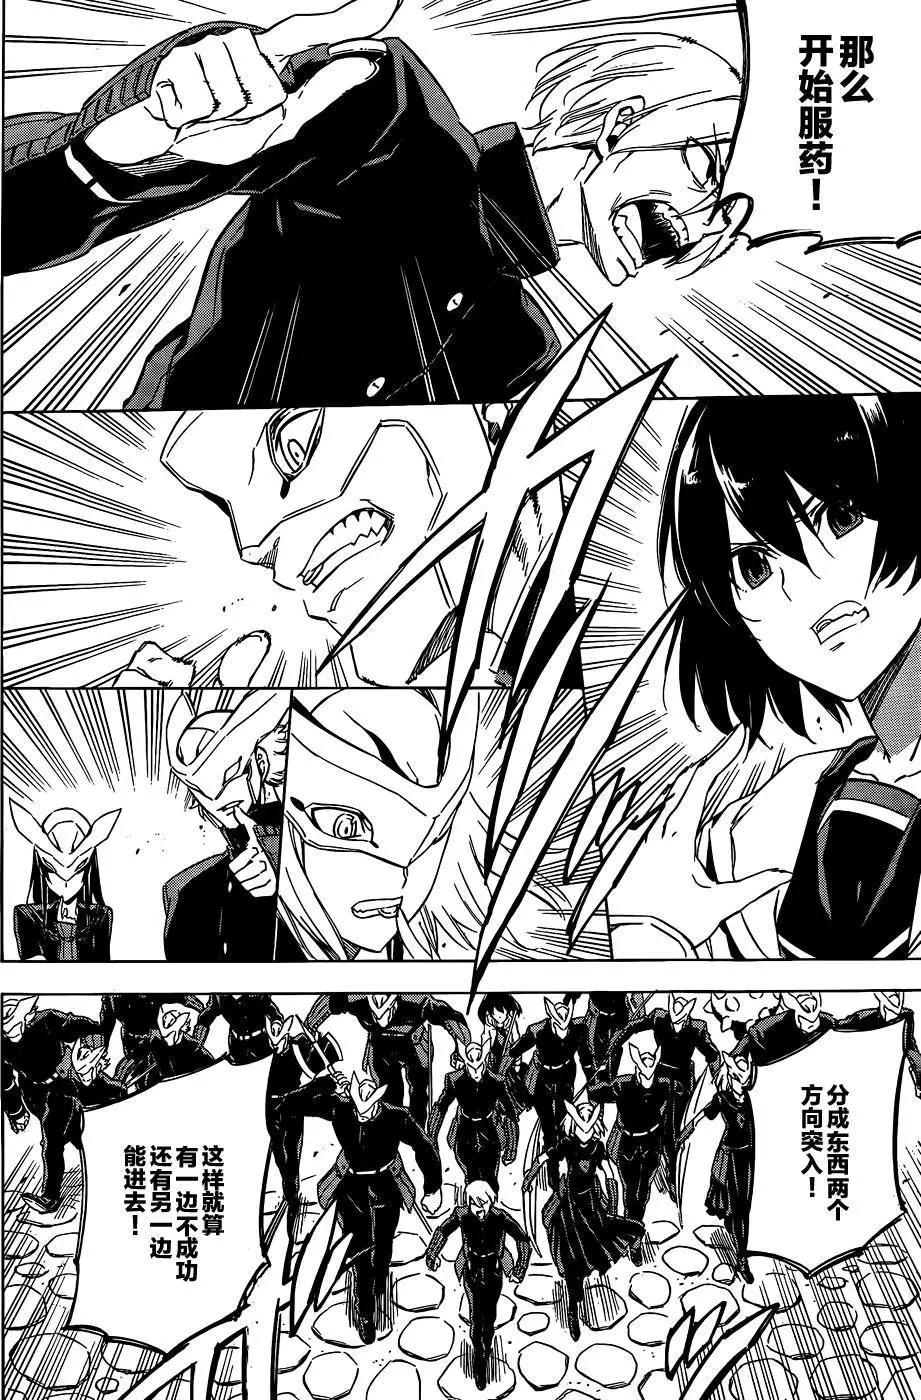 那么
开始服药！
分成东西两个
方向突入！
这样就算
有一边不成功
还有另一边
能进去！